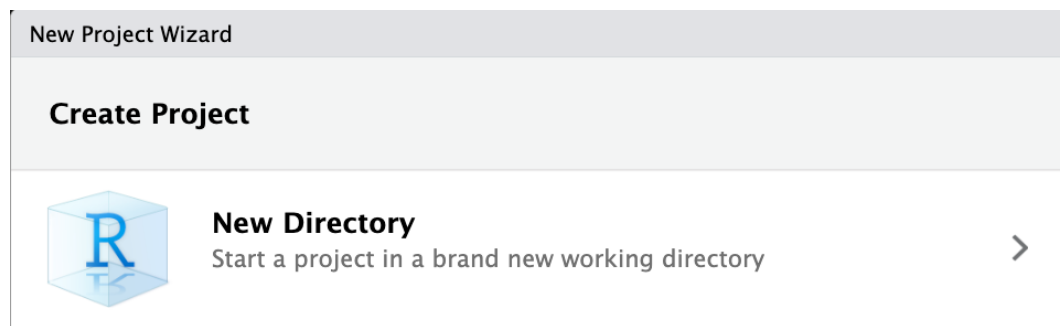 New Project Wizard
Create Project
R
New Directory
Start a project in a brand new working directory